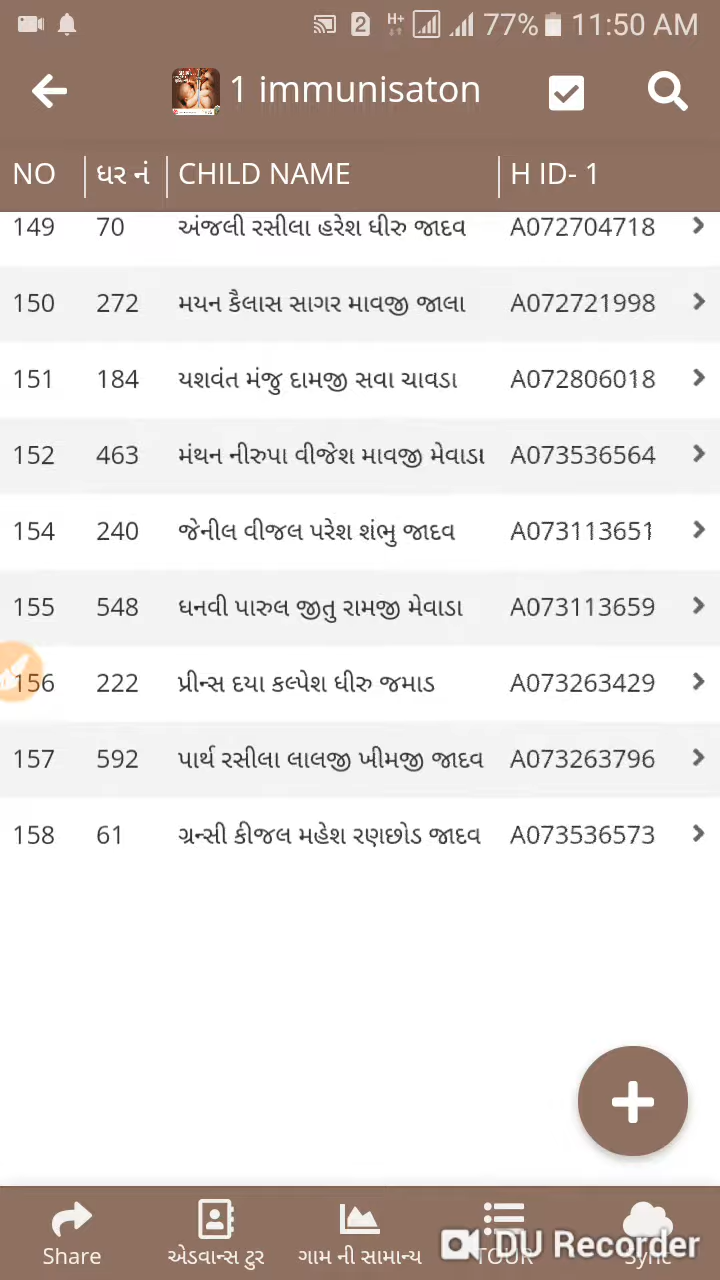 2 H+ 77% 11:50 AM
1 immunisaton
NO ઘર નં CHILD NAME H ID- 1
149 70 અંજલી રસીલા હરેશ ધીરુ જાદવ A072704718
150 272 મયન કૈલાસ સાગર માવજી જાલા A072721998
151 184 યશવંત મંજુ દામજી સવા ચાવડા A072806018
152 463 મંથન નીરુપા વીજેશ માવજી મેવાડા A073536564
154 240 જેનીલ વીજલ પરેશ શંભુ જાદવ A073113651
155 548 ધનવી પારુલ જીતુ રામજી મેવાડા A073113659
156 222 પ્રીન્સ દયા કલ્પેશ ધીરુ જમાડ A073263429
157 592 પાર્થ રસીલા લાલજી ખીમજી જાદવ A073263796
158 61 ગ્રન્સી કીજલ મહેશ રણછોડ જાદવ A073536573
Share એડવાન્સ ટુર ગામ ની સામાન્ય TOUR Sync
DU Recorder